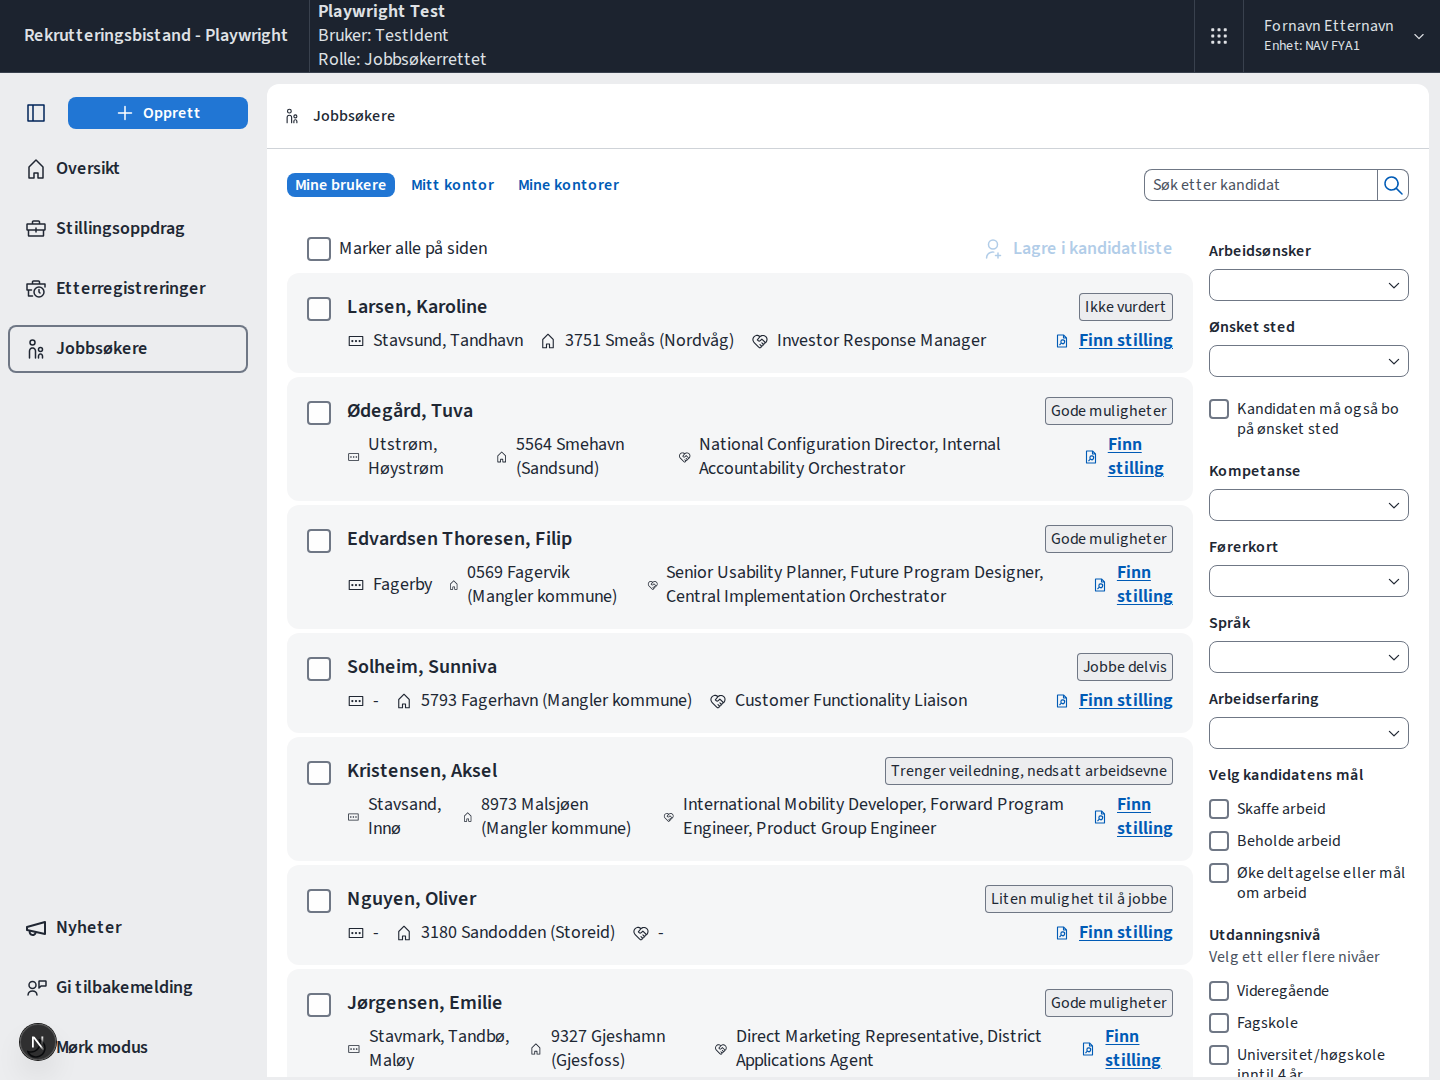 Rekrutteringsbistand - Playwright
Playwright Test
Bruker: TestIdent
Rolle: Jobbsøkerrettet
Fornavn Etternavn
Enhet: NAV FYA1
Opprett
Oversikt
Stillingsoppdrag
Etterregistreringer
Jobbsøkere
Nyheter
Gi tilbakemelding
N
Mørk modus
Jobbsøkere
Mine brukere
Mitt kontor
Mine kontorer
Søk etter kandidat
Marker alle på siden
Lagre i kandidatliste
Larsen, Karoline
Ikke vurdert
Stavsund, Tandhavn
3751 Smeås (Nordvåg)
Investor Response Manager
Finn stilling
Ødegård, Tuva
Gode muligheter
Utstrøm,
Høystrøm
5564 Smehavn
(Sandsund)
National Configuration Director, Internal
Accountability Orchestrator
Finn
stilling
Edvardsen Thoresen, Filip
Gode muligheter
Fagerby
0569 Fagervik
(Mangler kommune)
Senior Usability Planner, Future Program Designer,
Central Implementation Orchestrator
Finn
stilling
Solheim, Sunniva
Jobbe delvis
-
5793 Fagerhavn (Mangler kommune)
Customer Functionality Liaison
Finn stilling
Kristensen, Aksel
Trenger veiledning, nedsatt arbeidsevne
Stavsand,
Innø
8973 Malsjøen
(Mangler kommune)
International Mobility Developer, Forward Program
Engineer, Product Group Engineer
Finn
stilling
Nguyen, Oliver
Liten mulighet til å jobbe
-
3180 Sandodden (Storeid)
-
Finn stilling
Jørgensen, Emilie
Gode muligheter
Stavmark, Tandbø,
Maløy
9327 Gjeshamn
(Gjesfoss)
Direct Marketing Representative, District
Applications Agent
Finn
stilling
Arbeidsønsker
Ønsket sted
Kandidaten må også bo
på ønsket sted
Kompetanse
Førerkort
Språk
Arbeidserfaring
Velg kandidatens mål
Skaffe arbeid
Beholde arbeid
Øke deltagelse eller mål
om arbeid
Utdanningsnivå
Velg ett eller flere nivåer
Videregående
Fagskole
Universitet/høgskole
inntil 4 år